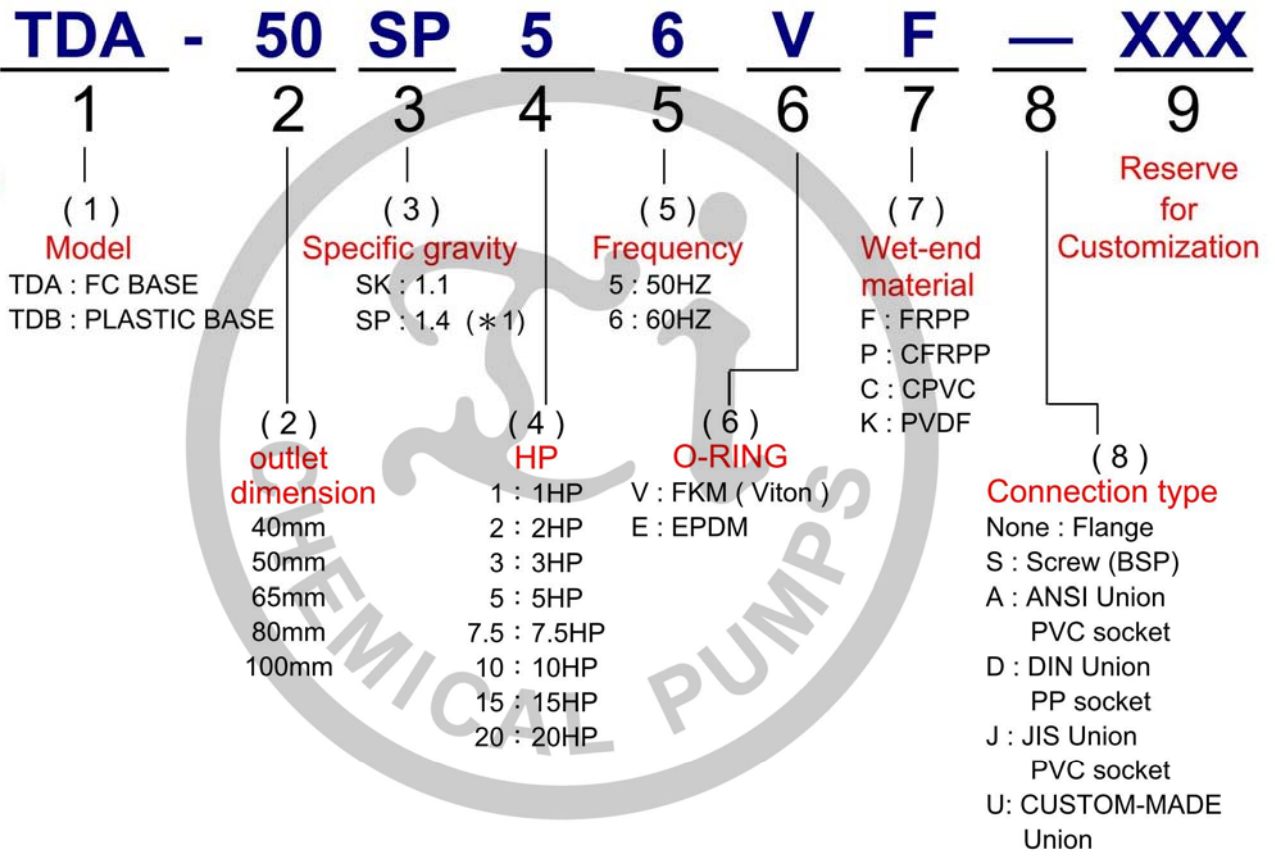 TDA - 50 SP 5 6 V F — XXX
1 2 3 4 5 6 7 8 9
(1)
Model
TDA : FC BASE
TDB : PLASTIC BASE
(2)
outlet
dimension
40mm
50mm
65mm
80mm
100mm
(3)
Specific gravity
SK : 1.1
SP : 1.4 (＊1)
(4)
HP
1 : 1HP
2 : 2HP
3 : 3HP
5 : 5HP
7.5 : 7.5HP
10 : 10HP
15 : 15HP
20 : 20HP
(5)
Frequency
5 : 50HZ
6 : 60HZ
(6)
O-RING
V : FKM ( Viton )
E : EPDM
(7)
Wet-end
material
F : FRPP
P : CFRPP
C : CPVC
K : PVDF
(8)
Connection type
None : Flange
S : Screw (BSP)
A : ANSI Union
PVC socket
D : DIN Union
PP socket
J : JIS Union
PVC socket
U: CUSTOM-MADE
Union
Reserve
for
Customization
CHEMICAL PUMPS